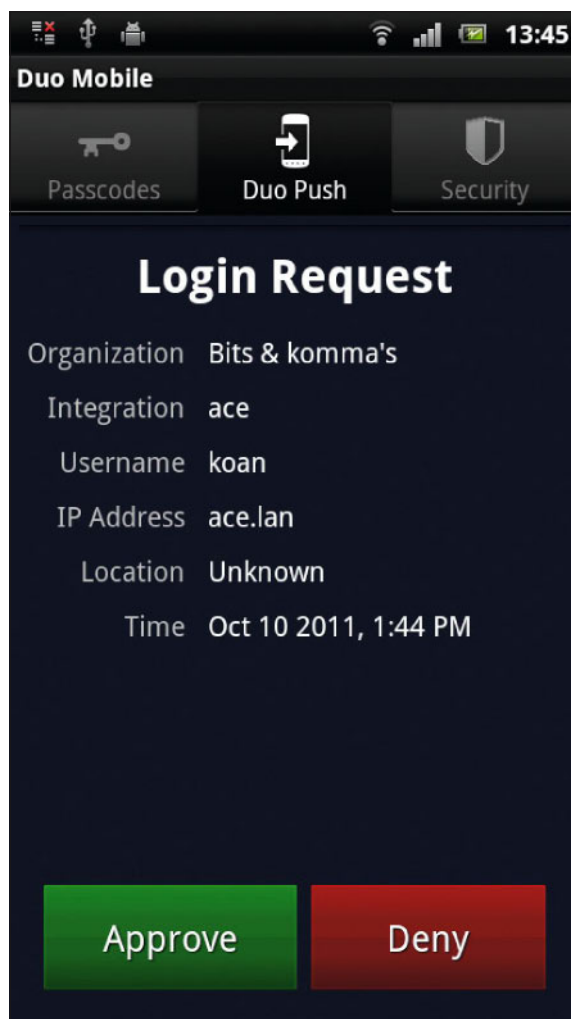 13:45
Duo Mobile
Passcodes Duo Push Security
Login Request
Organization Bits & komma's
Integration ace
Username koan
IP Address ace.lan
Location Unknown
Time Oct 10 2011, 1:44 PM
Approve Deny